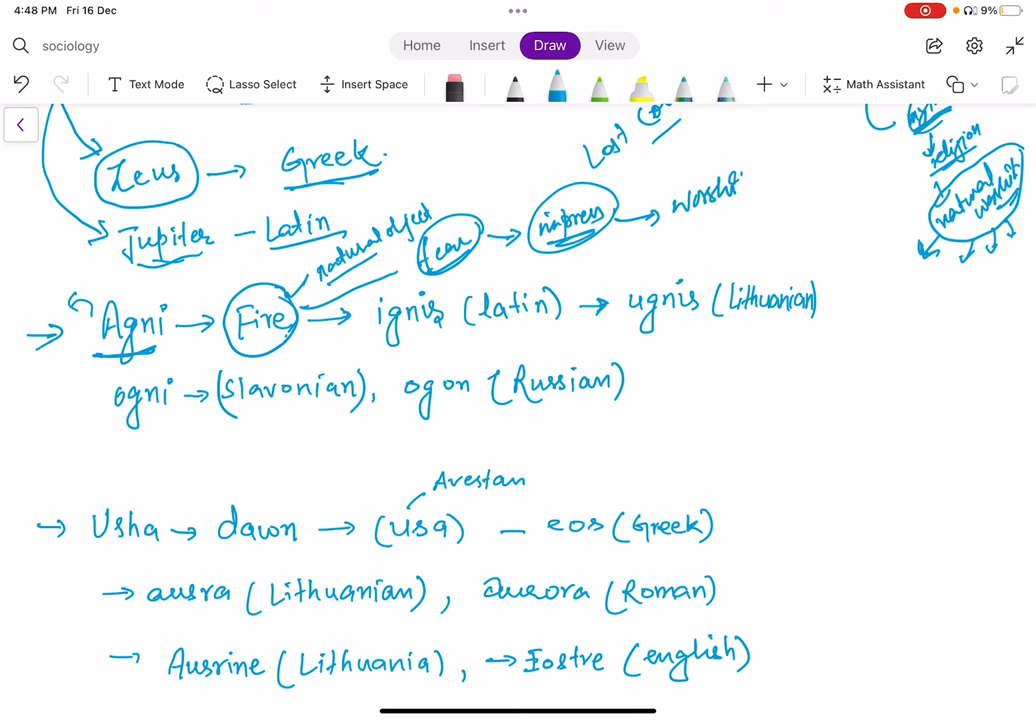 4:48 PM Fri 16 Dec
9%
sociology
Home Insert Draw View
Text Mode Lasso Select Insert Space Math Assistant
Zeus → Greek
Lost
religion
natural worship
Jupiter - Latin
natural object
fear → impress → worship
→ Agni → Fire → ignis (latin) → ugnis (Lithuanian)
ogni → (Slavonian), ogon (Russian)
Avestan
→ Usha → dawn → (usa) - eos (Greek)
→ ausra (Lithuanian), aurora (Roman)
→ Ausrine (Lithuania), → Eostre (english)